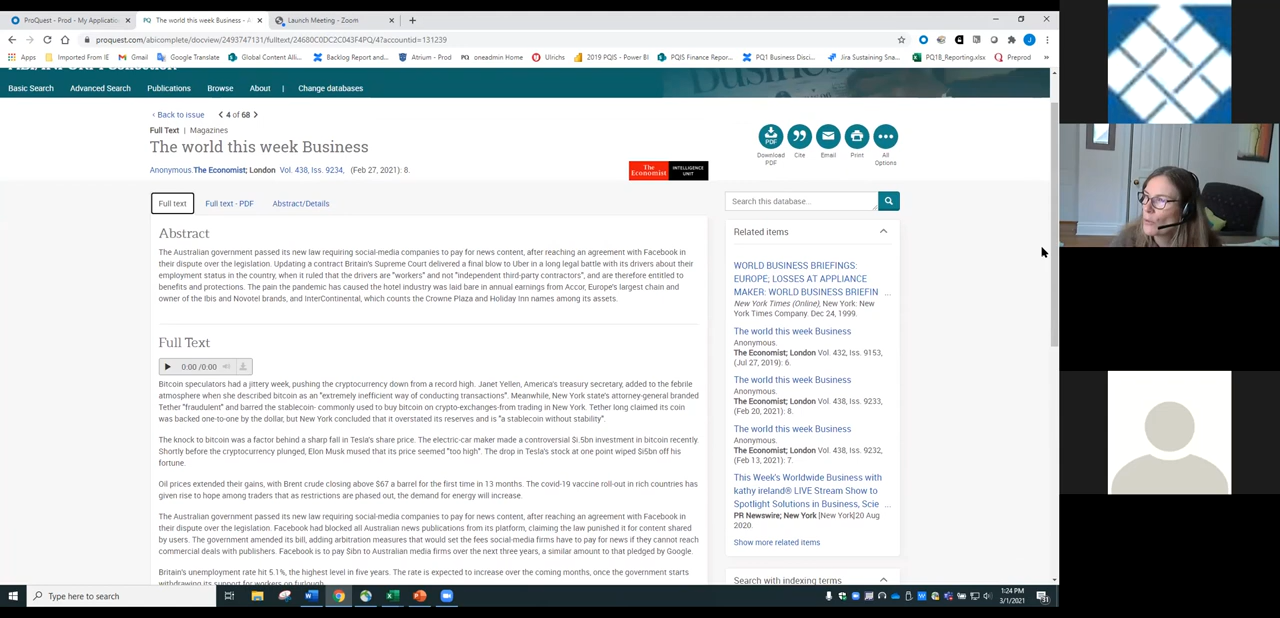 ProQuest - Prod - My Applicatio
The world this week Business - A
Launch Meeting - Zoom
proquest.com/abicomplete/docview/2493747131/fulltext/24680C0DC2C043F4PQ/4?accountid=131239
Apps Imported From IE Gmail Google Translate Global Content Alli... Backlog Report and... Atrium - Prod oneadmin Home Ulrichs 2019 PQIS - Power BI PQIS Finance Repor... PQ1 Business Disci... Jira Sustaining Sna... PQ18_Reporting.xlsx Preprod
Basic Search Advanced Search Publications Browse About | Change databases
‹ Back to issue 4 of 68
Full Text | Magazines
The world this week Business
Anonymous. The Economist; London Vol. 438, Iss. 9234, (Feb 27, 2021): 8.
The Economist INTELLIGENCE UNIT
PDF
Download PDF
Cite
Email
Print
All Options
Full text Full text - PDF Abstract/Details
Abstract
The Australian government passed its new law requiring social-media companies to pay for news content, after reaching an agreement with Facebook in
their dispute over the legislation. Updating a contract Britain's Supreme Court delivered a final blow to Uber in a long legal battle with its drivers about their
employment status in the country, when it ruled that the drivers are "workers" and not "independent third-party contractors", and are therefore entitled to
benefits and protections. The pain the pandemic has caused the hotel industry was laid bare in annual earnings from Accor, Europe's largest chain and
owner of the Ibis and Novotel brands, and InterContinental, which counts the Crowne Plaza and Holiday Inn names among its assets.
Full Text
0:00 /0:00
Bitcoin speculators had a jittery week, pushing the cryptocurrency down from a record high. Janet Yellen, America's treasury secretary, added to the febrile
atmosphere when she described bitcoin as an "extremely inefficient way of conducting transactions". Meanwhile, New York state's attorney-general branded
Tether "fraudulent" and barred the stablecoin- commonly used to buy bitcoin on crypto-exchanges-from trading in New York. Tether long claimed its coin
was backed one-to-one by the dollar, but New York concluded that it overstated its reserves and is "a stablecoin without stability".
The knock to bitcoin was a factor behind a sharp fall in Tesla's share price. The electric-car maker made a controversial $i.5bn investment in bitcoin recently.
Shortly before the cryptocurrency plunged, Elon Musk mused that its price seemed "too high". The drop in Tesla's stock at one point wiped $i5bn off his
fortune.
Oil prices extended their gains, with Brent crude closing above $67 a barrel for the first time in 13 months. The covid-19 vaccine roll-out in rich countries has
given rise to hope among traders that as restrictions are phased out, the demand for energy will increase.
The Australian government passed its new law requiring social-media companies to pay for news content, after reaching an agreement with Facebook in
their dispute over the legislation. Facebook had blocked all Australian news publications from its platform, claiming the law punished it for content shared
by users. The government amended its bill, adding arbitration measures that would set the fees social-media firms have to pay for news if they cannot reach
commercial deals with publishers. Facebook is to pay $ibn to Australian media firms over the next three years, a similar amount to that pledged by Google.
Britain's unemployment rate hit 5.1%, the highest level in five years. The rate is expected to increase over the coming months, once the government starts
withdrawing its support for workers on furlough.
Search this database...
Related items
WORLD BUSINESS BRIEFINGS:
EUROPE; LOSSES AT APPLIANCE
MAKER: WORLD BUSINESS BRIEFIN ...
New York Times (Online), New York: New
York Times Company. Dec 24, 1999.
The world this week Business
Anonymous.
The Economist; London Vol. 432, Iss. 9153,
(Jul 27, 2019): 6.
The world this week Business
Anonymous.
The Economist; London Vol. 438, Iss. 9233,
(Feb 20, 2021): 8.
The world this week Business
Anonymous.
The Economist; London Vol. 438, Iss. 9232,
(Feb 13, 2021): 7.
This Week's Worldwide Business with
kathy ireland® LIVE Stream Show to
Spotlight Solutions in Business, Scie ...
PR Newswire; New York [New York]20 Aug
2020.
Show more related items
Search with indexing terms
Type here to search
1:24 PM
3/1/2021